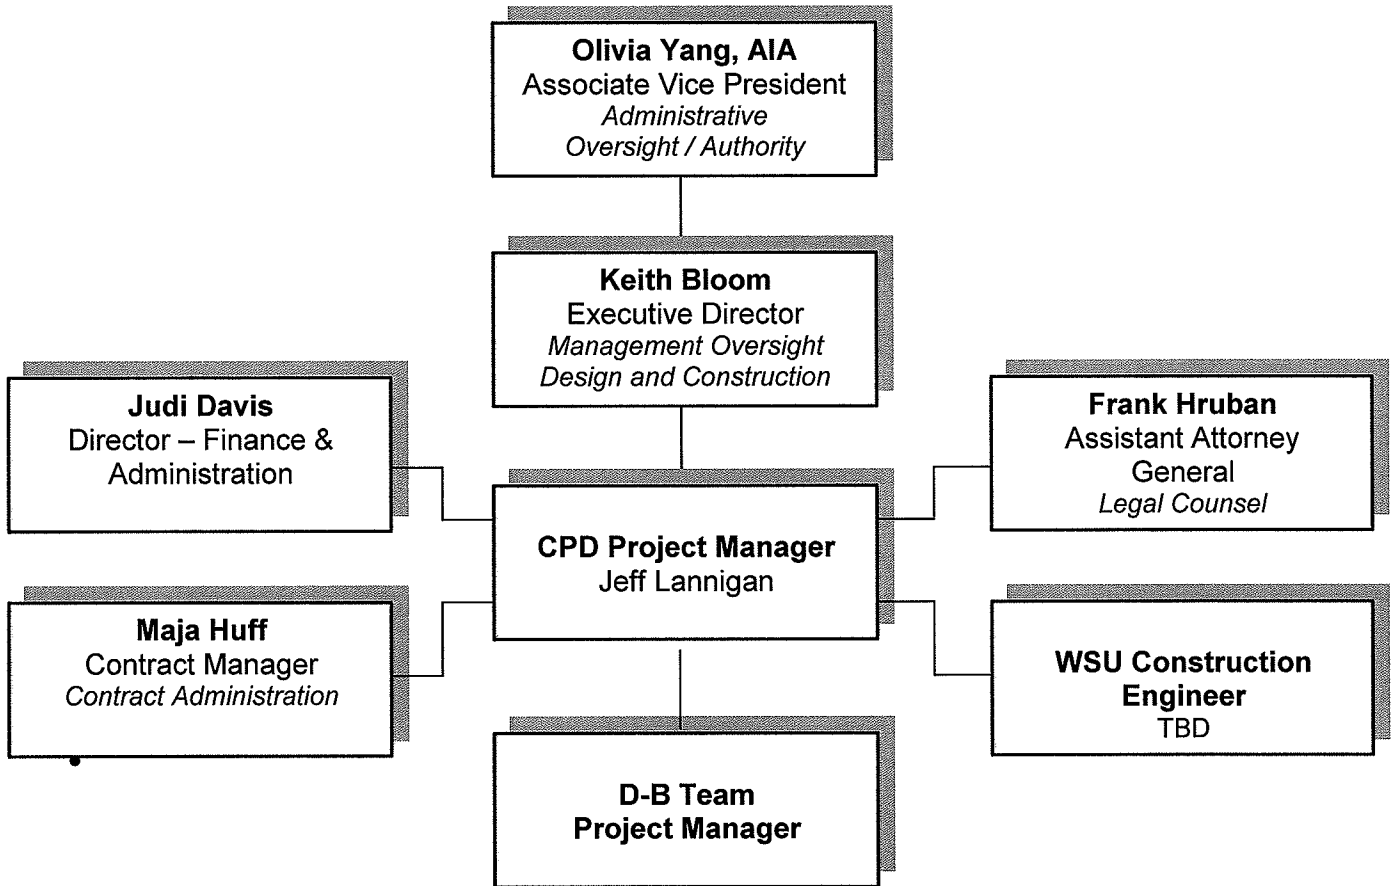 Olivia Yang, AIA
Associate Vice President
Administrative
Oversight / Authority
Keith Bloom
Executive Director
Management Oversight
Design and Construction
Judi Davis
Director – Finance &
Administration
Frank Hruban
Assistant Attorney
General
Legal Counsel
CPD Project Manager
Jeff Lannigan
Maja Huff
Contract Manager
Contract Administration
WSU Construction
Engineer
TBD
D-B Team
Project Manager